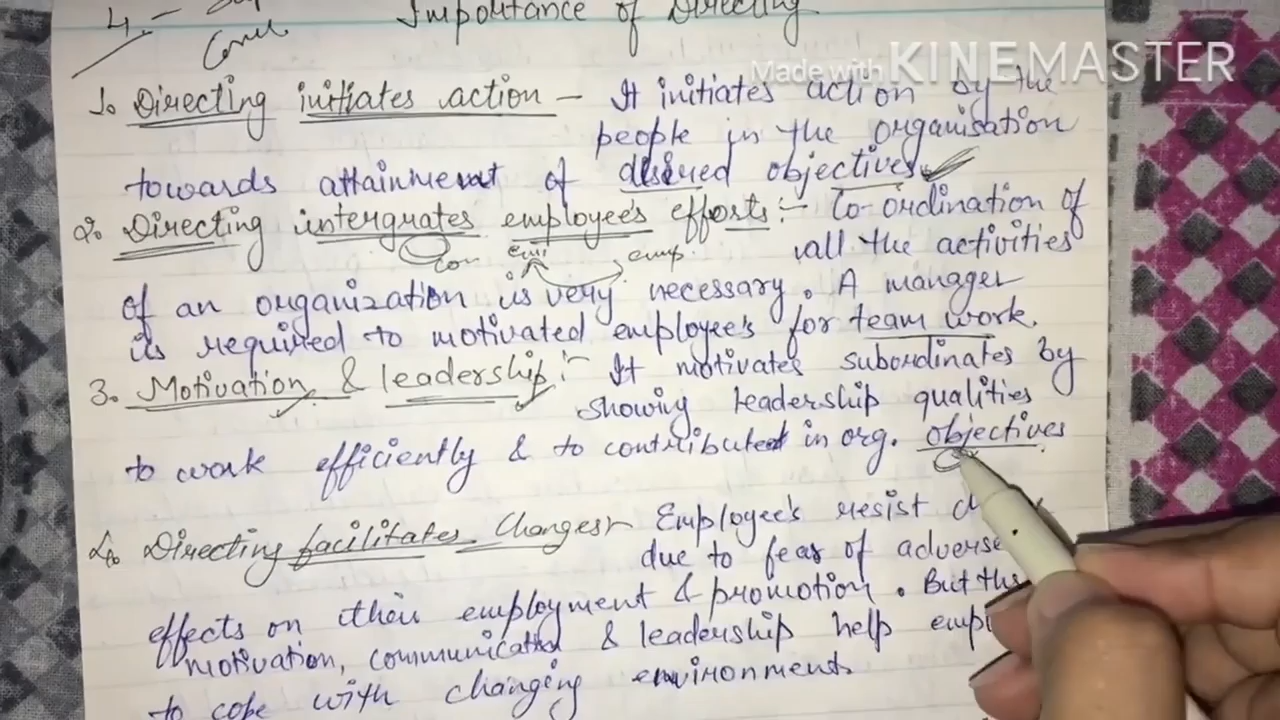 4. -
Importance of Directing
Made with KINEMASTER
1. Directing initiates action - It initiates action by the
people in the organisation
towards attainment of desired objectives.
2. Directing intergrates employee's efforts :- Co-ordination of
all the activities
con emp.
of an organization is very necessary. A manager
is required to motivated employee's for team work.
3. Motivation & leadership :- It motivates subordinates by
showing leadership qualities
to work efficiently & to contributed in org. objectives.
4. Directing facilitates Changes - Employee's resist
due to fear of adverse
effects on their employment & promotion. But the
motivation, communication & leadership help
to cope with changing environment.